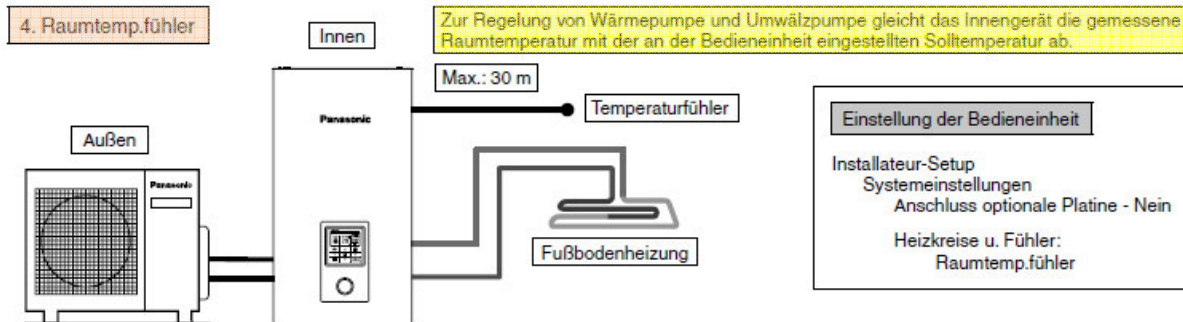 4. Raumtemp.fühler
Innen
Zur Regelung von Wärmepumpe und Umwälzpumpe gleicht das Innengerät die gemessene
Raumtemperatur mit der an der Bedieneinheit eingestellten Solltemperatur ab.
Max.: 30 m
Temperaturfühler
Panasonic
Außen
Panasonic
Fußbodenheizung
Einstellung der Bedieneinheit
Installateur-Setup
Systemeinstellungen
Anschluss optionale Platine - Nein
Heizkreise u. Fühler:
Raumtemp.fühler